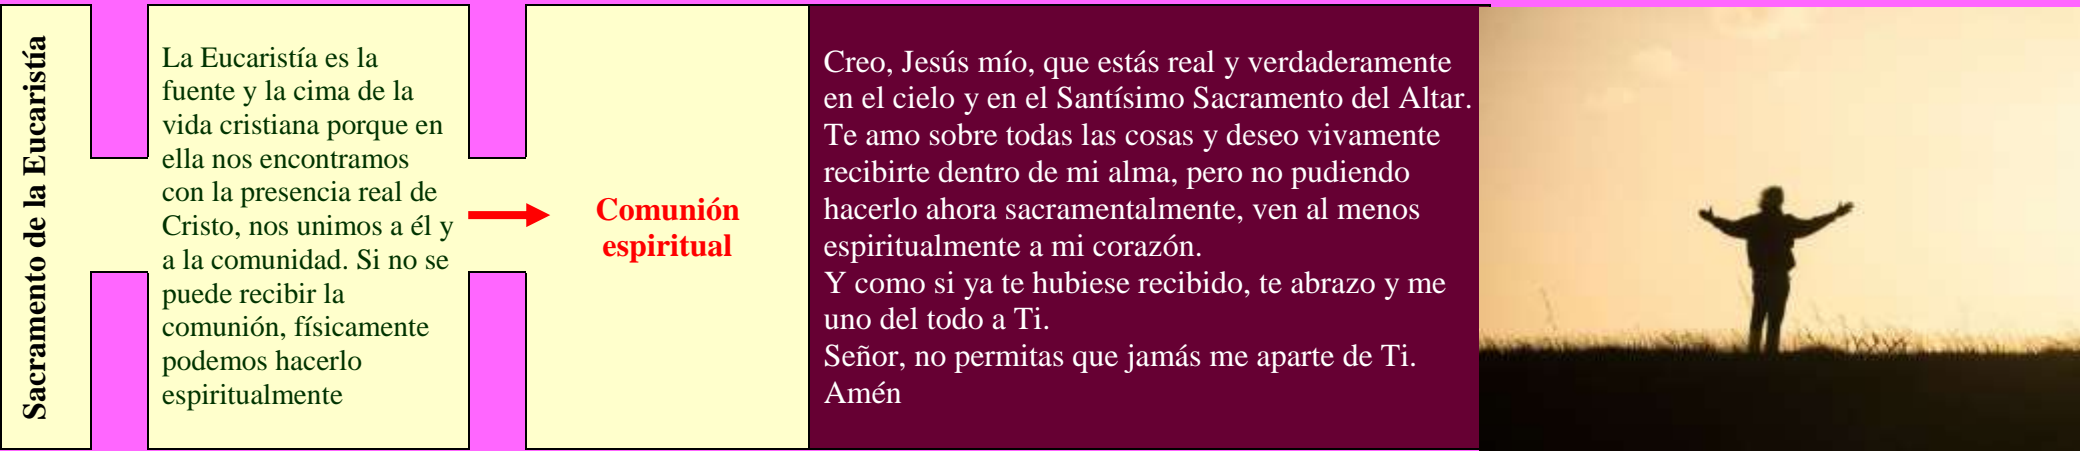 Sacramento de la Eucaristía
La Eucaristía es la
fuente y la cima de la
vida cristiana porque en
ella nos encontramos
con la presencia real de
Cristo, nos unimos a él y
a la comunidad. Si no se
puede recibir la
comunión, físicamente
podemos hacerlo
espiritualmente
Comunión
espiritual
Creo, Jesús mío, que estás real y verdaderamente
en el cielo y en el Santísimo Sacramento del Altar.
Te amo sobre todas las cosas y deseo vivamente
recibirte dentro de mi alma, pero no pudiendo
hacerlo ahora sacramentalmente, ven al menos
espiritualmente a mi corazón.
Y como si ya te hubiese recibido, te abrazo y me
uno del todo a Ti.
Señor, no permitas que jamás me aparte de Ti.
Amén